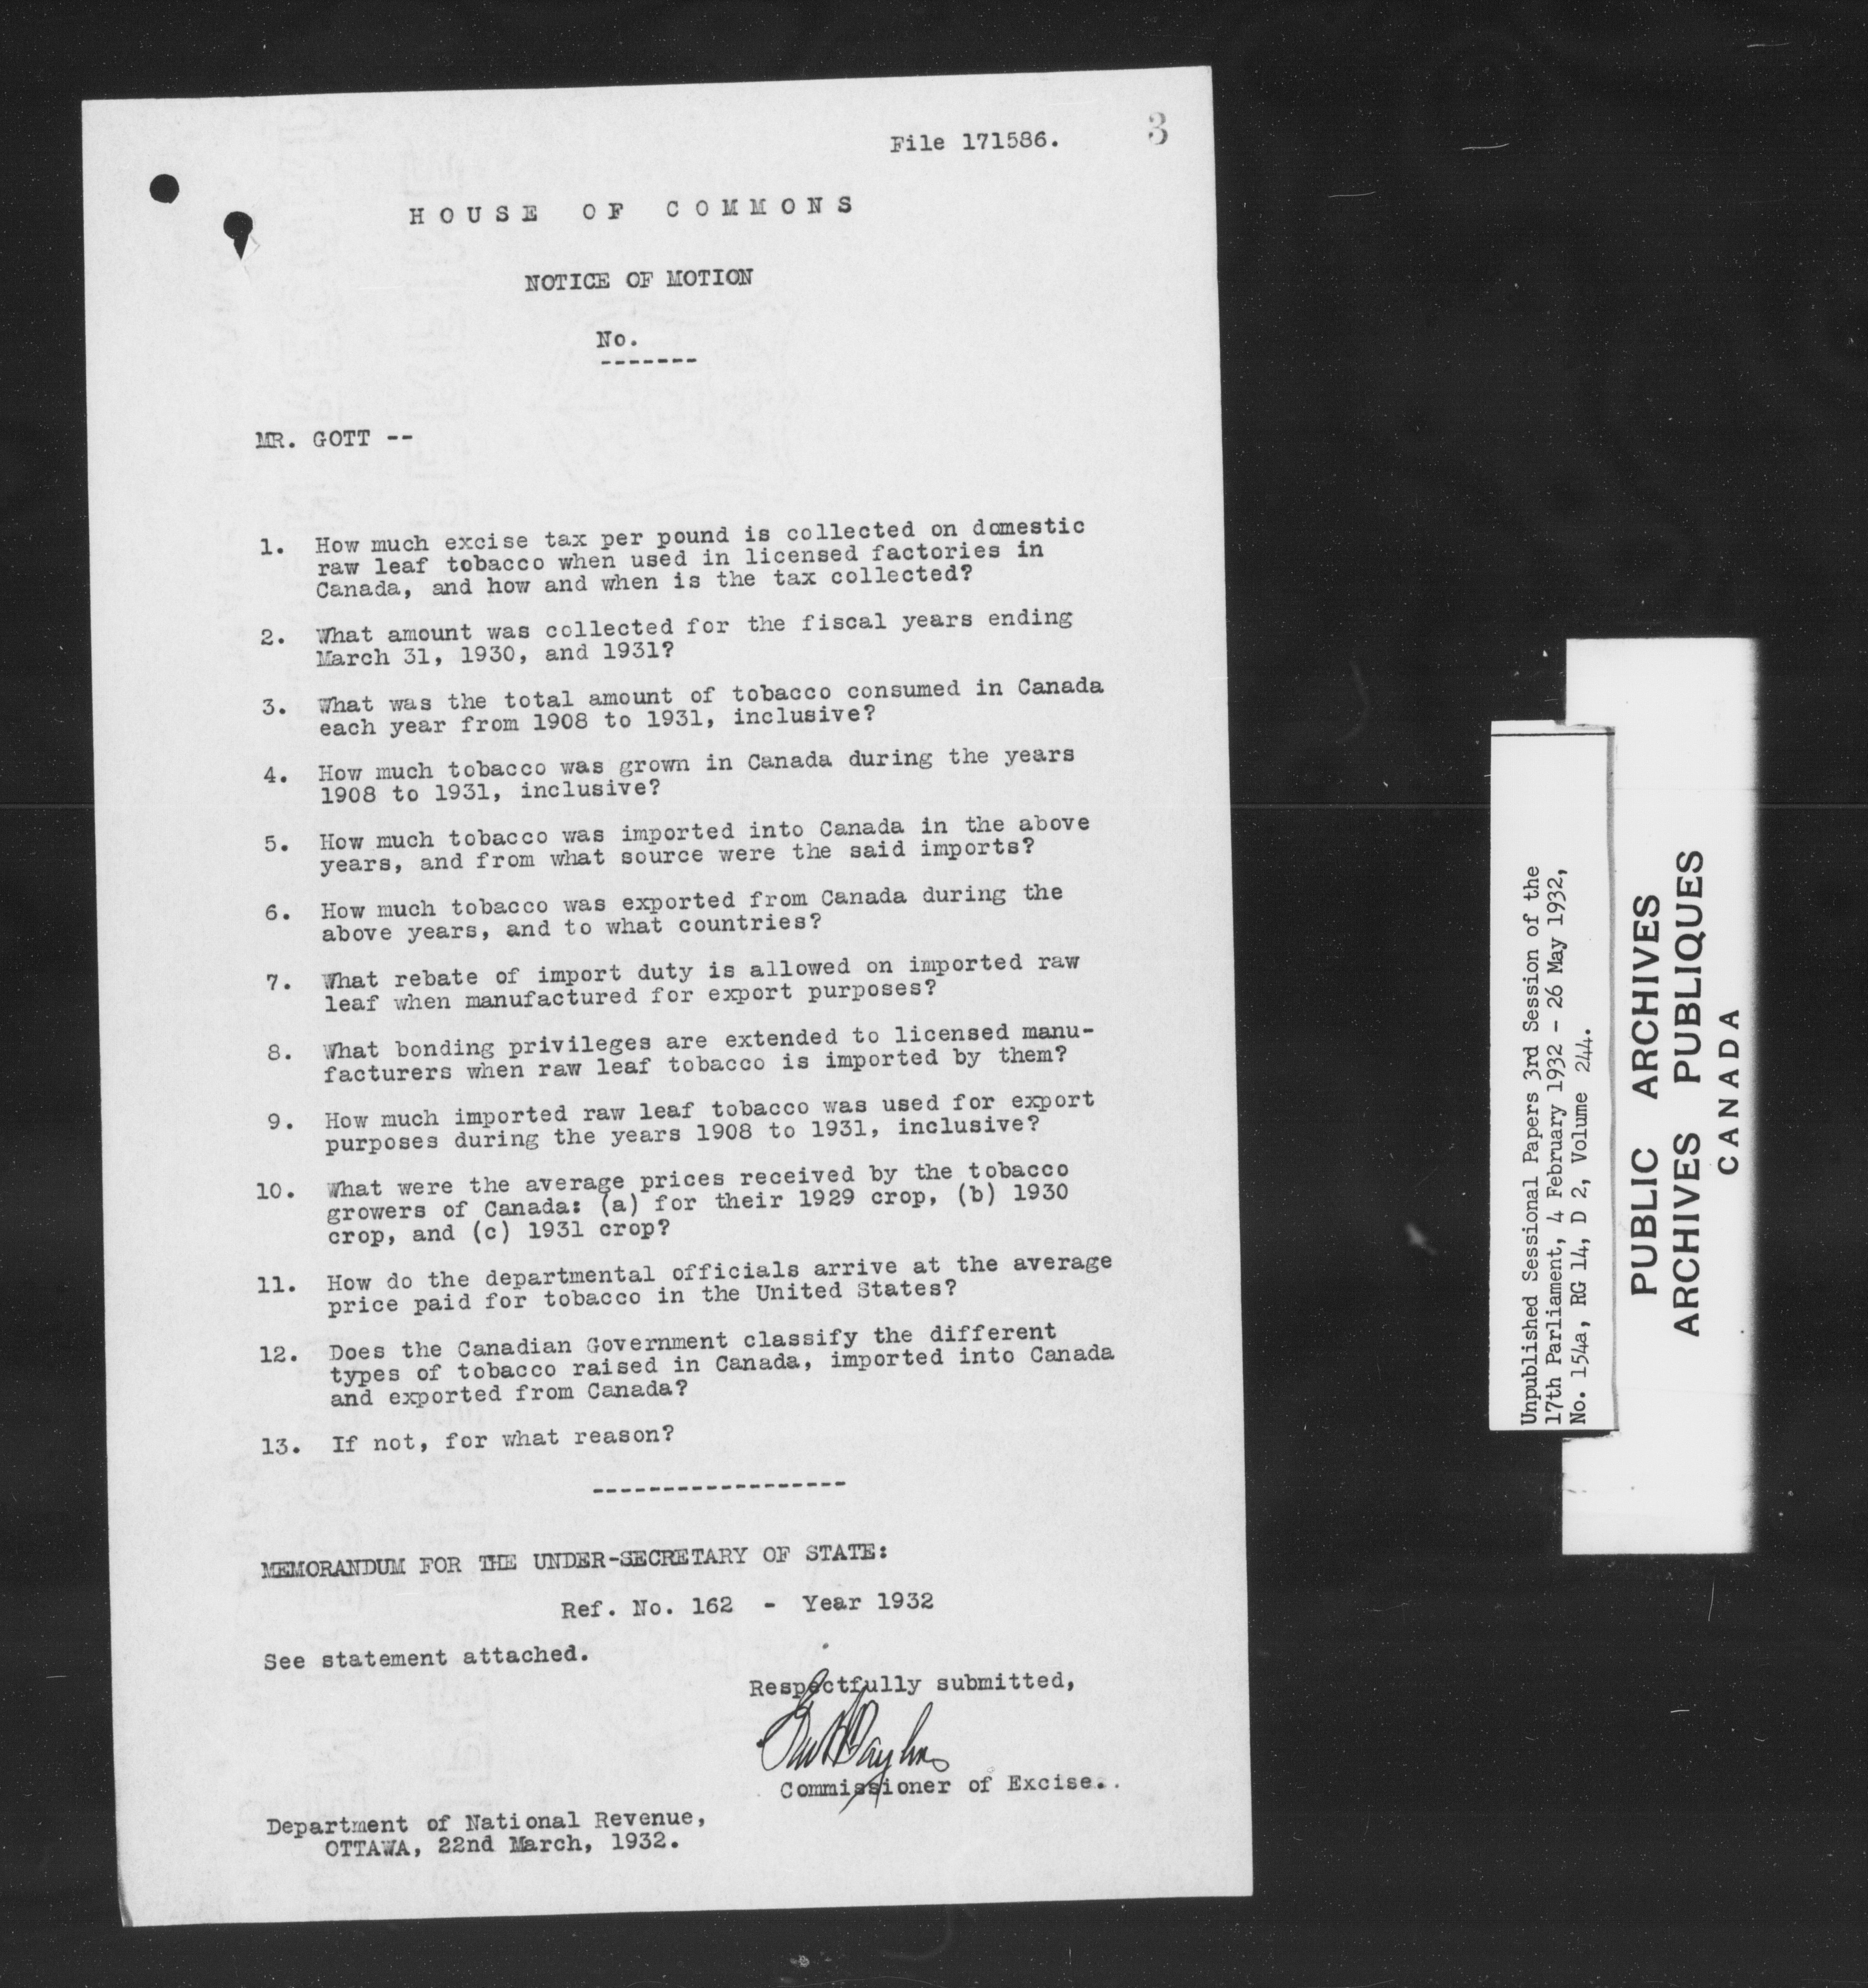 File 171586.
3
HOUSE OF COMMONS
NOTICE OF MOTION
No.
-------
MR. GOTT --
1. How much excise tax per pound is collected on domestic
raw leaf tobacco when used in licensed factories in
Canada, and how and when is the tax collected?
2. What amount was collected for the fiscal years ending
March 31, 1930, and 1931?
3. What was the total amount of tobacco consumed in Canada
each year from 1908 to 1931, inclusive?
4. How much tobacco was grown in Canada during the years
1908 to 1931, inclusive?
5. How much tobacco was imported into Canada in the above
years, and from what source were the said imports?
6. How much tobacco was exported from Canada during the
above years, and to what countries?
7. What rebate of import duty is allowed on imported raw
leaf when manufactured for export purposes?
8. What bonding privileges are extended to licensed manu-
facturers when raw leaf tobacco is imported by them?
9. How much imported raw leaf tobacco was used for export
purposes during the years 1908 to 1931, inclusive?
10. What were the average prices received by the tobacco
growers of Canada: (a) for their 1929 crop, (b) 1930
crop, and (c) 1931 crop?
11. How do the departmental officials arrive at the average
price paid for tobacco in the United States?
12. Does the Canadian Government classify the different
types of tobacco raised in Canada, imported into Canada
and exported from Canada?
13. If not, for what reason?
------------------
MEMORANDUM FOR THE UNDER-SECRETARY OF STATE:
Ref. No. 162 - Year 1932
See statement attached.
Respectfully submitted,
Commissioner of Excise.
Department of National Revenue,
OTTAWA, 22nd March, 1932.
Unpublished Sessional Papers 3rd Session of the
17th Parliament, 4 February 1932 - 26 May 1932,
No. 154a, RG 14, D 2, Volume 244.
PUBLIC ARCHIVES
ARCHIVES PUBLIQUES
CANADA